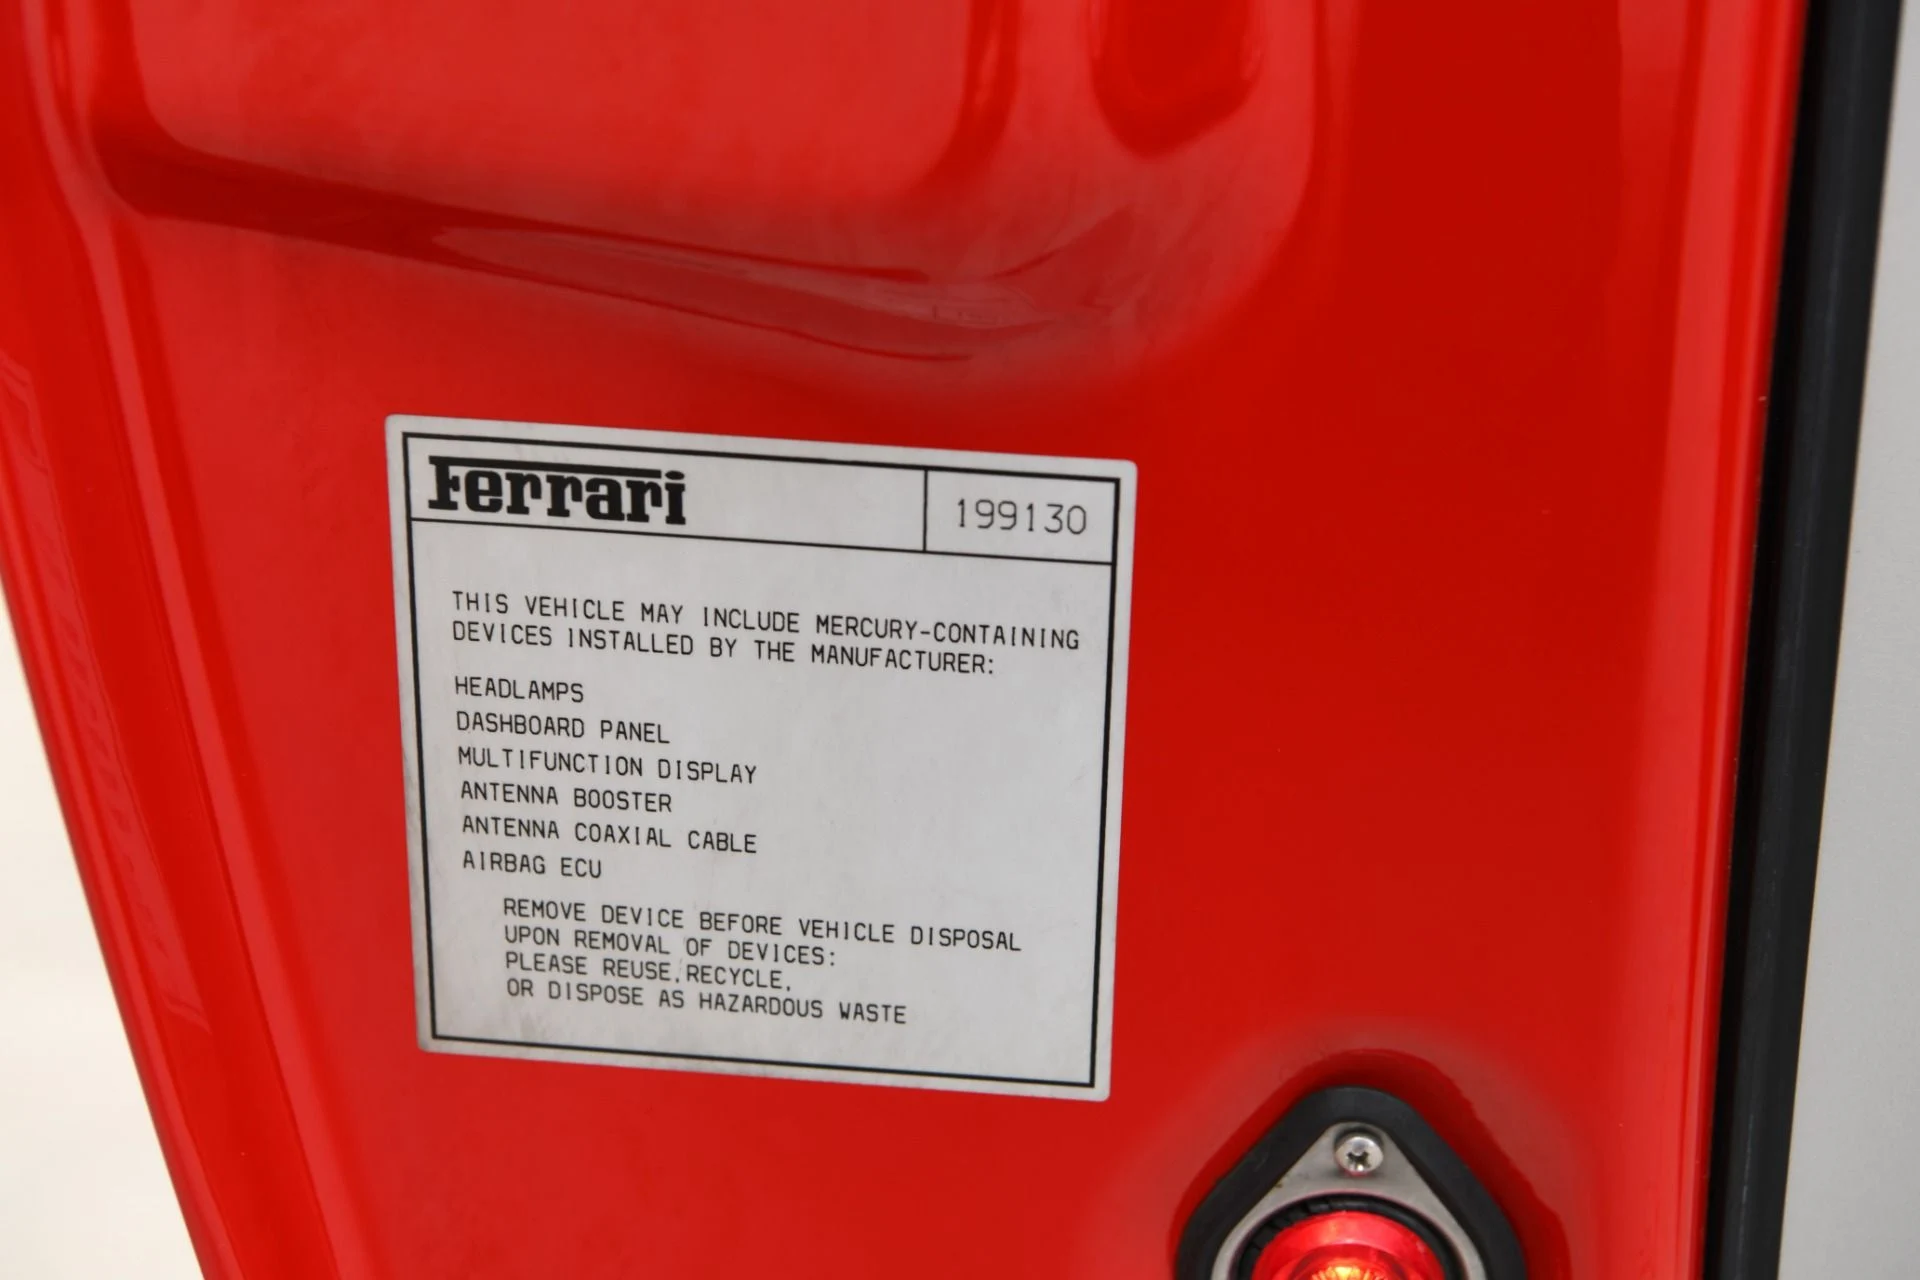 Ferrari 199130
THIS VEHICLE MAY INCLUDE MERCURY-CONTAINING
DEVICES INSTALLED BY THE MANUFACTURER:
HEADLAMPS
DASHBOARD PANEL
MULTIFUNCTION DISPLAY
ANTENNA BOOSTER
ANTENNA COAXIAL CABLE
AIRBAG ECU
REMOVE DEVICE BEFORE VEHICLE DISPOSAL
UPON REMOVAL OF DEVICES:
PLEASE REUSE,RECYCLE,
OR DISPOSE AS HAZARDOUS WASTE